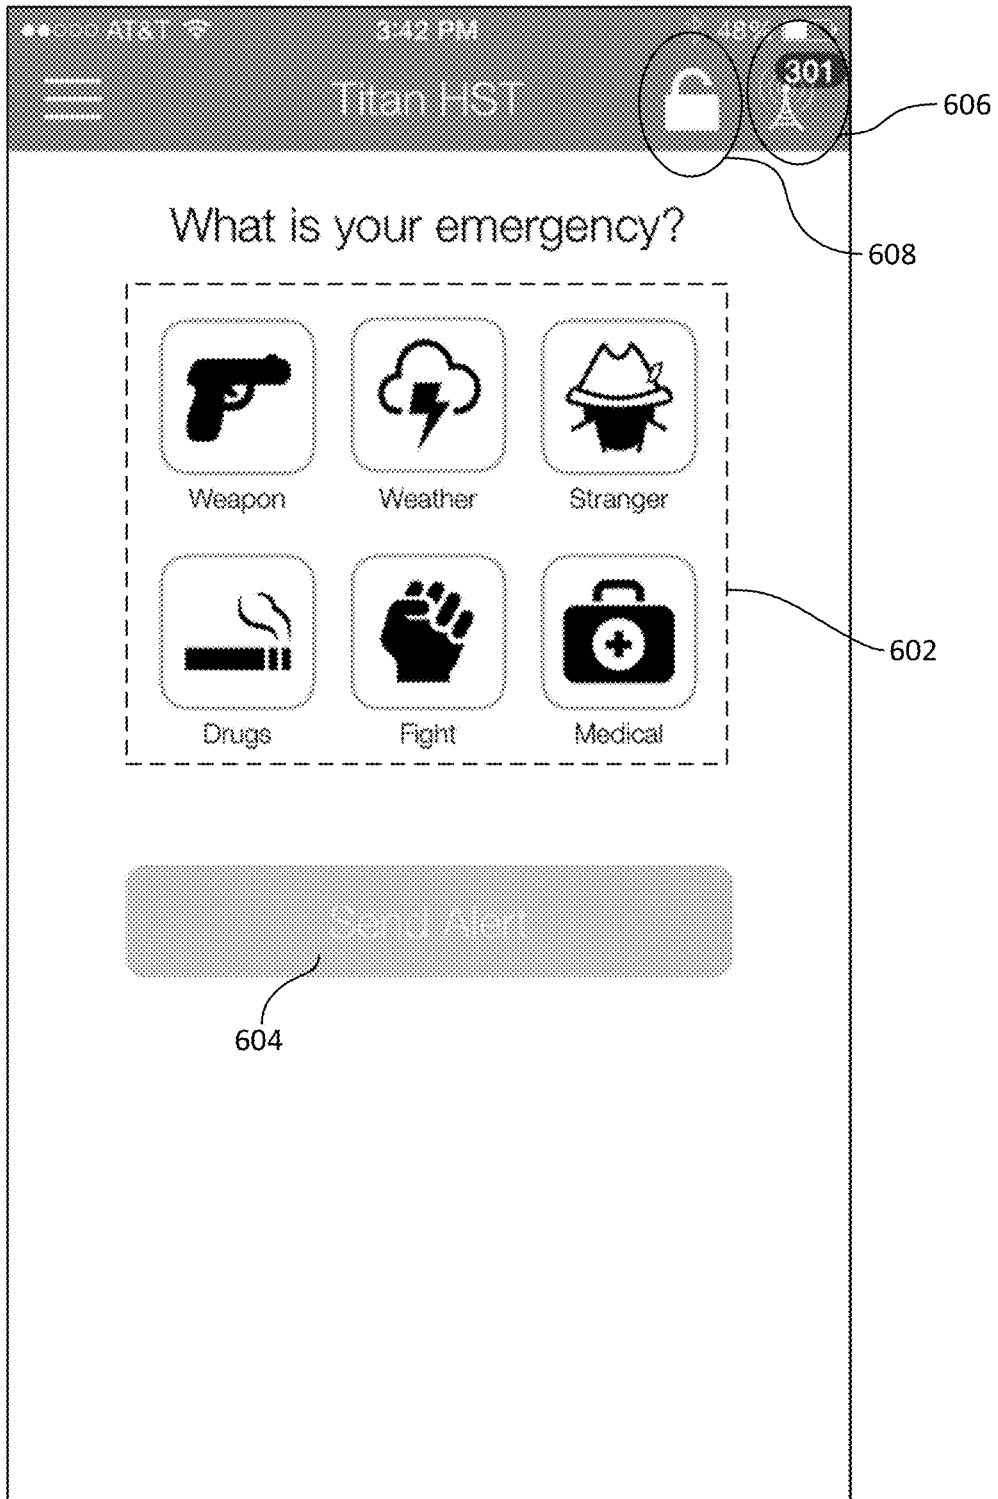 AT&T 3:42 PM 48%
301
Titan HST
606
What is your emergency?
608
Weapon Weather Stranger
602
Drugs Fight Medical
Send Alert
604